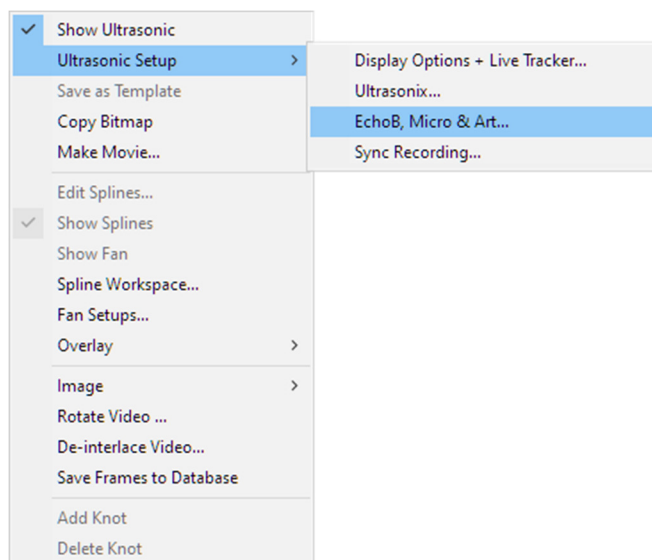 Show Ultrasonic
Ultrasonic Setup
Save as Template
Copy Bitmap
Make Movie...
Edit Splines...
Show Splines
Show Fan
Spline Workspace...
Fan Setups...
Overlay
Image
Rotate Video ...
De-interlace Video...
Save Frames to Database
Add Knot
Delete Knot
Display Options + Live Tracker...
Ultrasonix...
EchoB, Micro & Art...
Sync Recording...